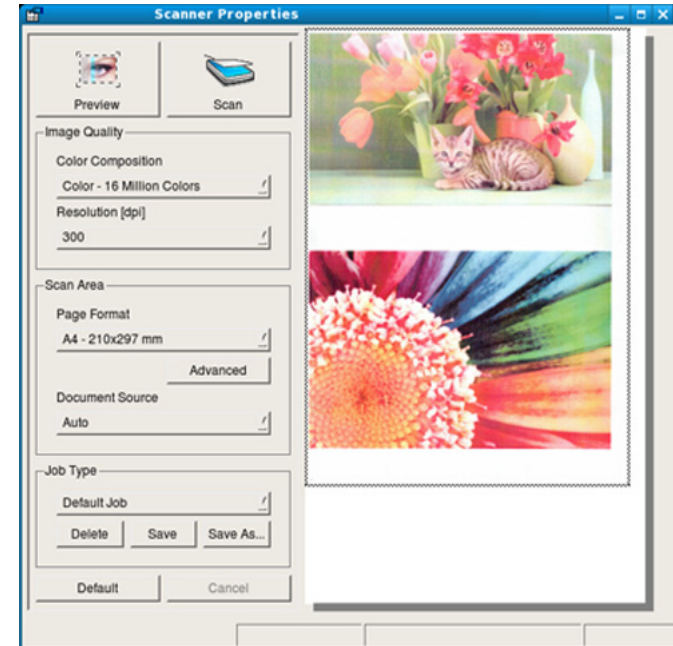 Scanner Properties
Preview
Scan
Image Quality
Color Composition
Color - 16 Million Colors
Resolution [dpi]
300
Scan Area
Page Format
A4 - 210x297 mm
Advanced
Document Source
Auto
Job Type
Default Job
Delete
Save
Save As...
Default
Cancel